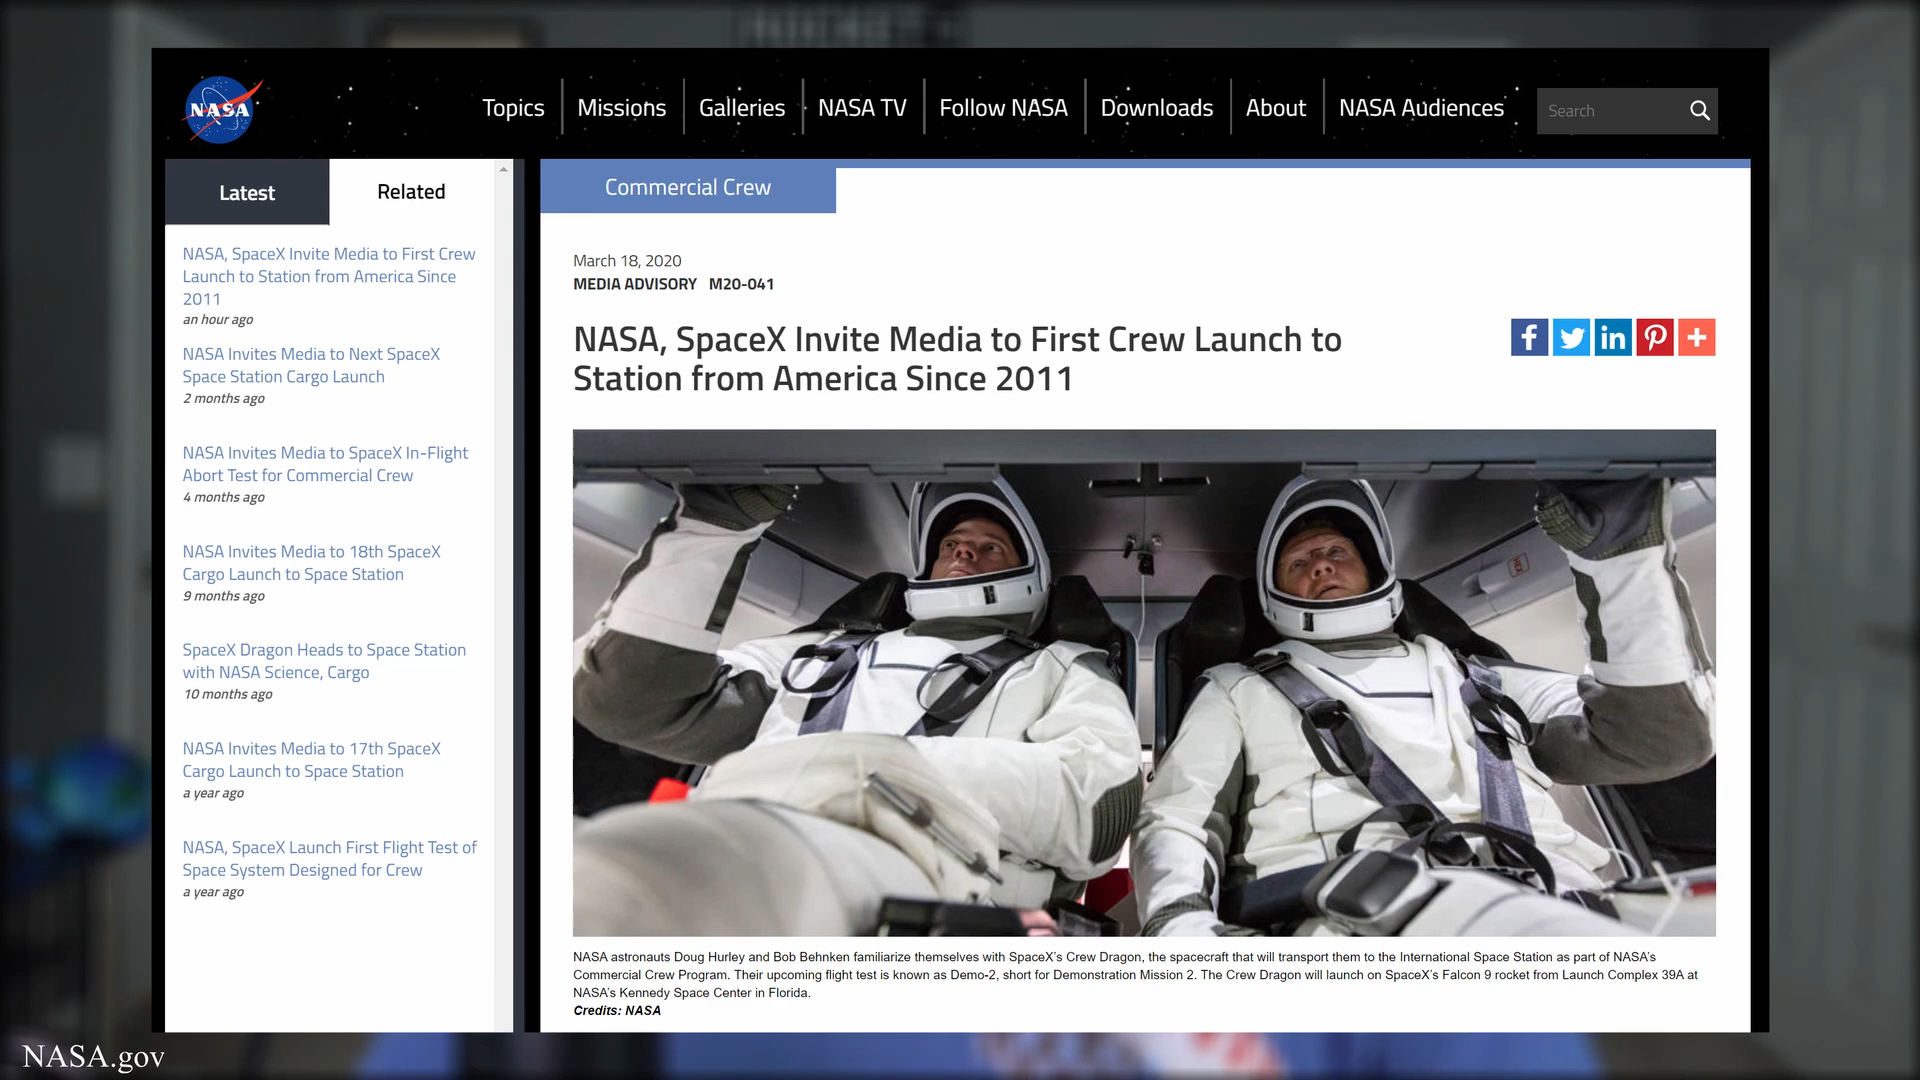 NASA
Topics
Missions
Galleries
NASA TV
Follow NASA
Downloads
About
NASA Audiences
Search
Latest
Related
NASA, SpaceX Invite Media to First Crew
Launch to Station from America Since
2011
an hour ago
NASA Invites Media to Next SpaceX
Space Station Cargo Launch
2 months ago
NASA Invites Media to SpaceX In-Flight
Abort Test for Commercial Crew
4 months ago
NASA Invites Media to 18th SpaceX
Cargo Launch to Space Station
9 months ago
SpaceX Dragon Heads to Space Station
with NASA Science, Cargo
10 months ago
NASA Invites Media to 17th SpaceX
Cargo Launch to Space Station
a year ago
NASA, SpaceX Launch First Flight Test of
Space System Designed for Crew
a year ago
Commercial Crew
March 18, 2020
MEDIA ADVISORY M20-041
NASA, SpaceX Invite Media to First Crew Launch to
Station from America Since 2011
NASA astronauts Doug Hurley and Bob Behnken familiarize themselves with SpaceX's Crew Dragon, the spacecraft that will transport them to the International Space Station as part of NASA's
Commercial Crew Program. Their upcoming flight test is known as Demo-2, short for Demonstration Mission 2. The Crew Dragon will launch on SpaceX's Falcon 9 rocket from Launch Complex 39A at
NASA's Kennedy Space Center in Florida.
Credits: NASA
NASA.gov